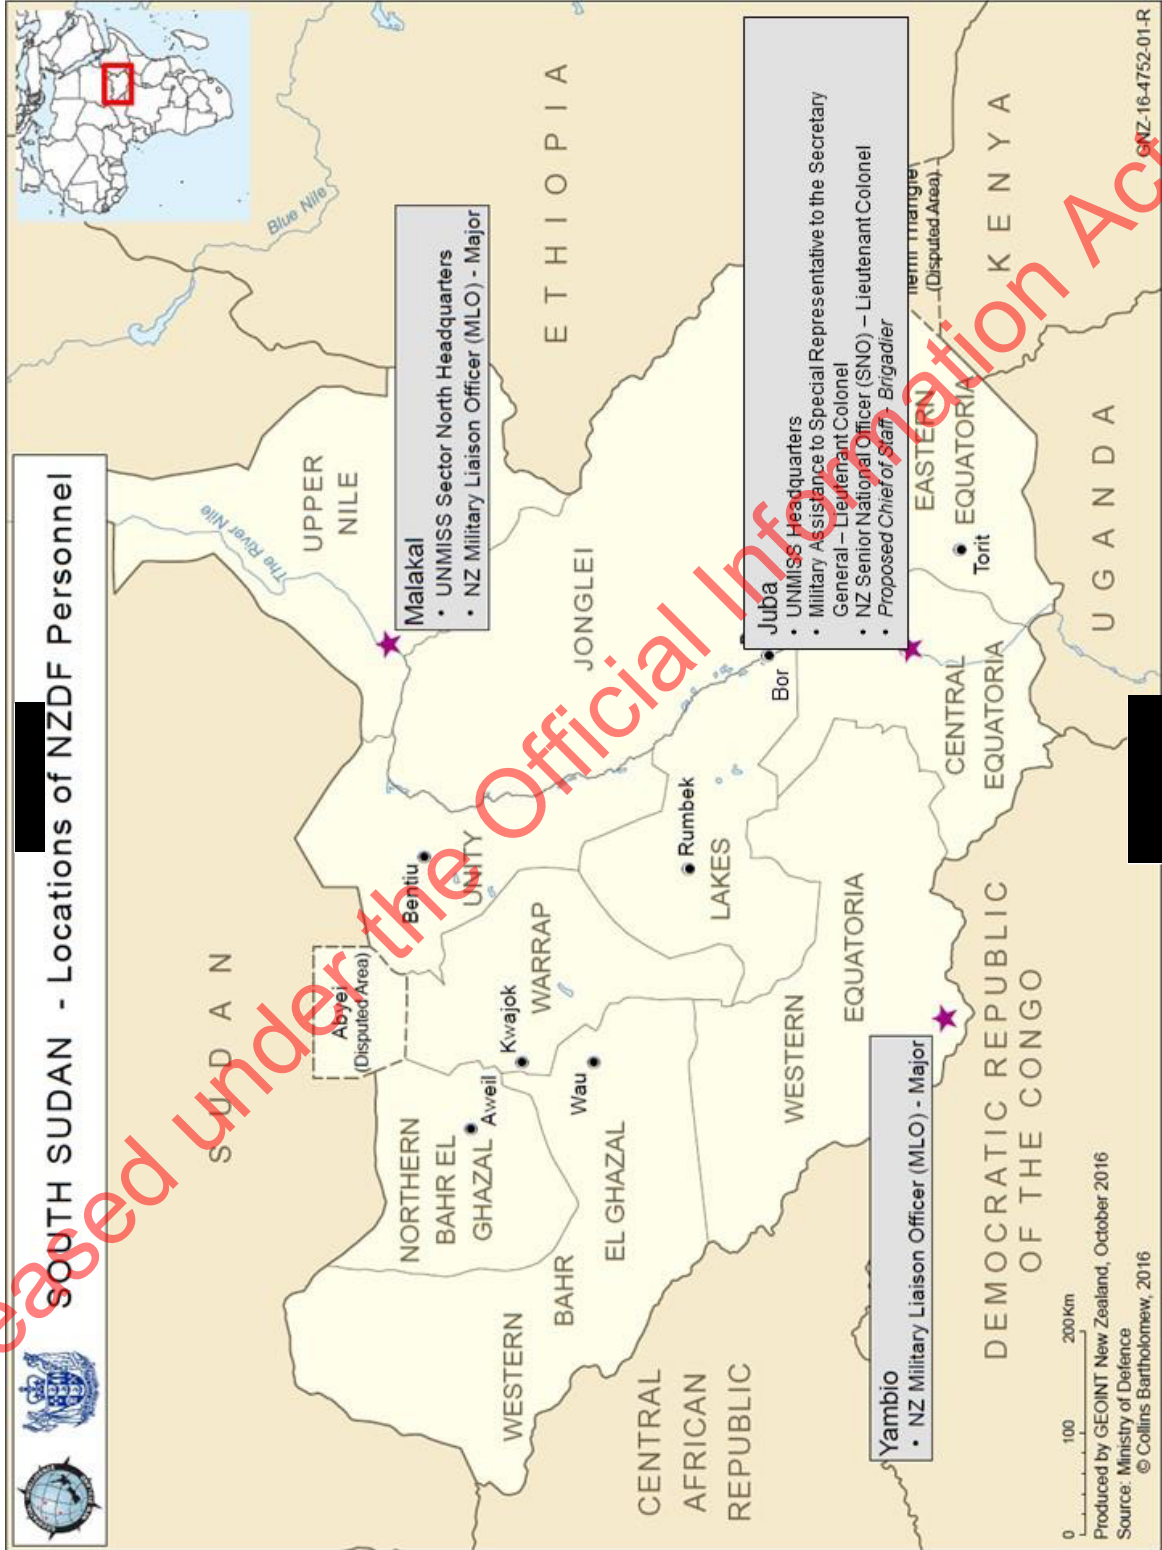 SOUTH SUDAN - Locations of NZDF Personnel
SUDAN
Blue Nile
The River Nile
UPPER
NILE
ETHIOPIA
Malakal
• UNMISS Sector North Headquarters
• NZ Military Liaison Officer (MLO) - Major
Abyei
(Disputed Area)
Bentiu
UNITY
NORTHERN
BAHR EL
GHAZAL
Aweil
Kwajok
WARRAP
Wau
WESTERN
BAHR
EL GHAZAL
JONGLEI
Rumbek
LAKES
Bor
Juba
• UNMISS Headquarters
• Military Assistance to Special Representative to the Secretary
General – Lieutenant Colonel
• NZ Senior National Officer (SNO) – Lieutenant Colonel
• Proposed Chief of Staff - Brigadier
Triangle
(Disputed Area)
EASTERN
EQUATORIA
Torit
CENTRAL
EQUATORIA
WESTERN
EQUATORIA
Yambio
• NZ Military Liaison Officer (MLO) - Major
CENTRAL
AFRICAN
REPUBLIC
DEMOCRATIC REPUBLIC
OF THE CONGO
UGANDA
KENYA
0 100 200Km
Produced by GEOINT New Zealand, October 2016
Source: Ministry of Defence
© Collins Bartholomew, 2016
GNZ-16-4752-01-R
eased under the Official Information Act